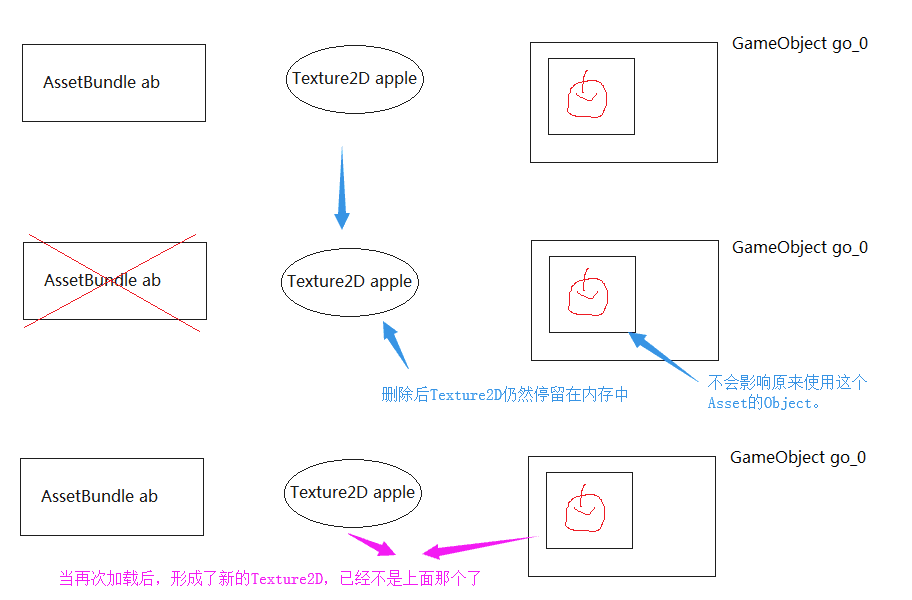 GameObject go_0
AssetBundle ab
Texture2D apple
GameObject go_0
AssetBundle ab
Texture2D apple
删除后Texture2D仍然停留在内存中
不会影响原来使用这个
Asset的Object。
GameObject go_0
AssetBundle ab
Texture2D apple
当再次加载后，形成了新的Texture2D，已经不是上面那个了